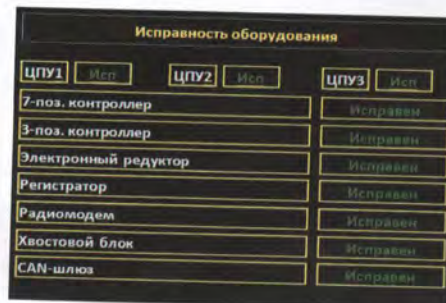 Исправность оборудования
ЦПУ1 Исп ЦПУ2 Исп ЦПУ3 Исп
7-поз. контроллер Исправен
3-поз. контроллер Исправен
Электронный редуктор Исправен
Регистратор Исправен
Радиомодем Исправен
Хвостовой блок Исправен
CAN-шлюз Исправен